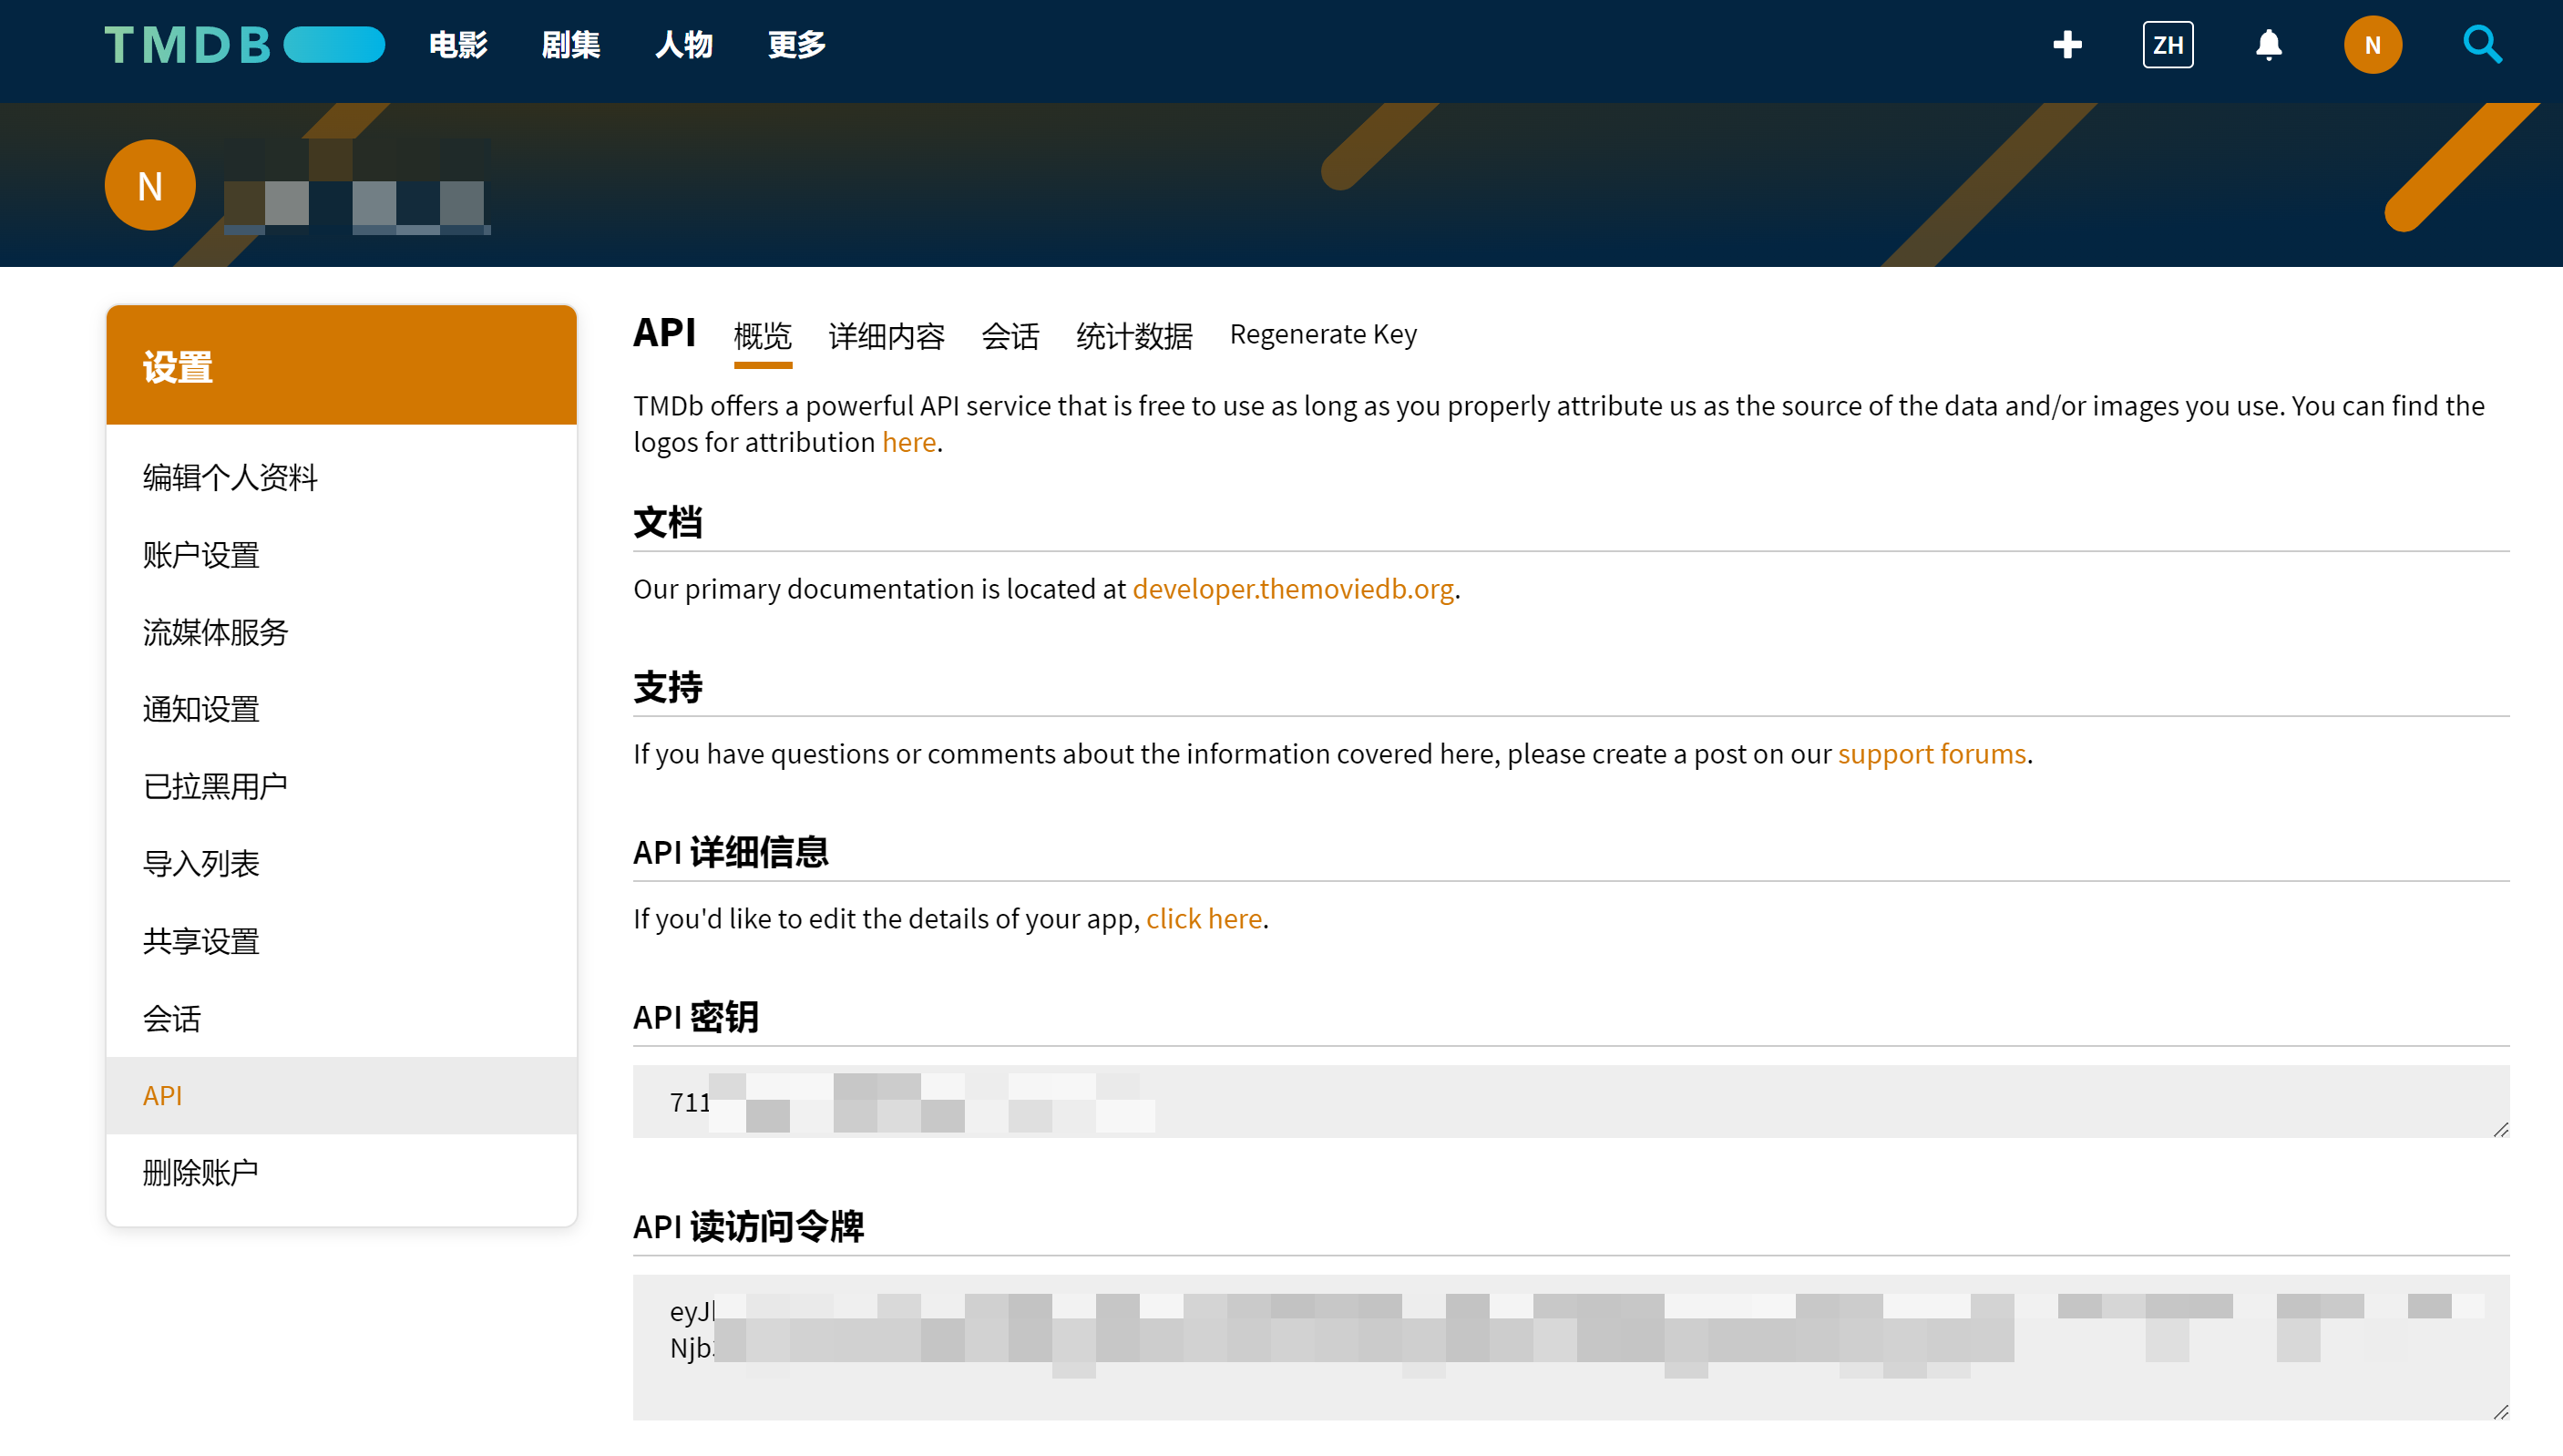 TMDB 电影 剧集 人物 更多 ZH N
N
设置
编辑个人资料
账户设置
流媒体服务
通知设置
已拉黑用户
导入列表
共享设置
会话
API
删除账户
API 概览 详细内容 会话 统计数据 Regenerate Key
TMDb offers a powerful API service that is free to use as long as you properly attribute us as the source of the data and/or images you use. You can find the
logos for attribution here.
文档
Our primary documentation is located at developer.themoviedb.org.
支持
If you have questions or comments about the information covered here, please create a post on our support forums.
API 详细信息
If you'd like to edit the details of your app, click here.
API 密钥
711
API 读访问令牌
eyJ
Njb